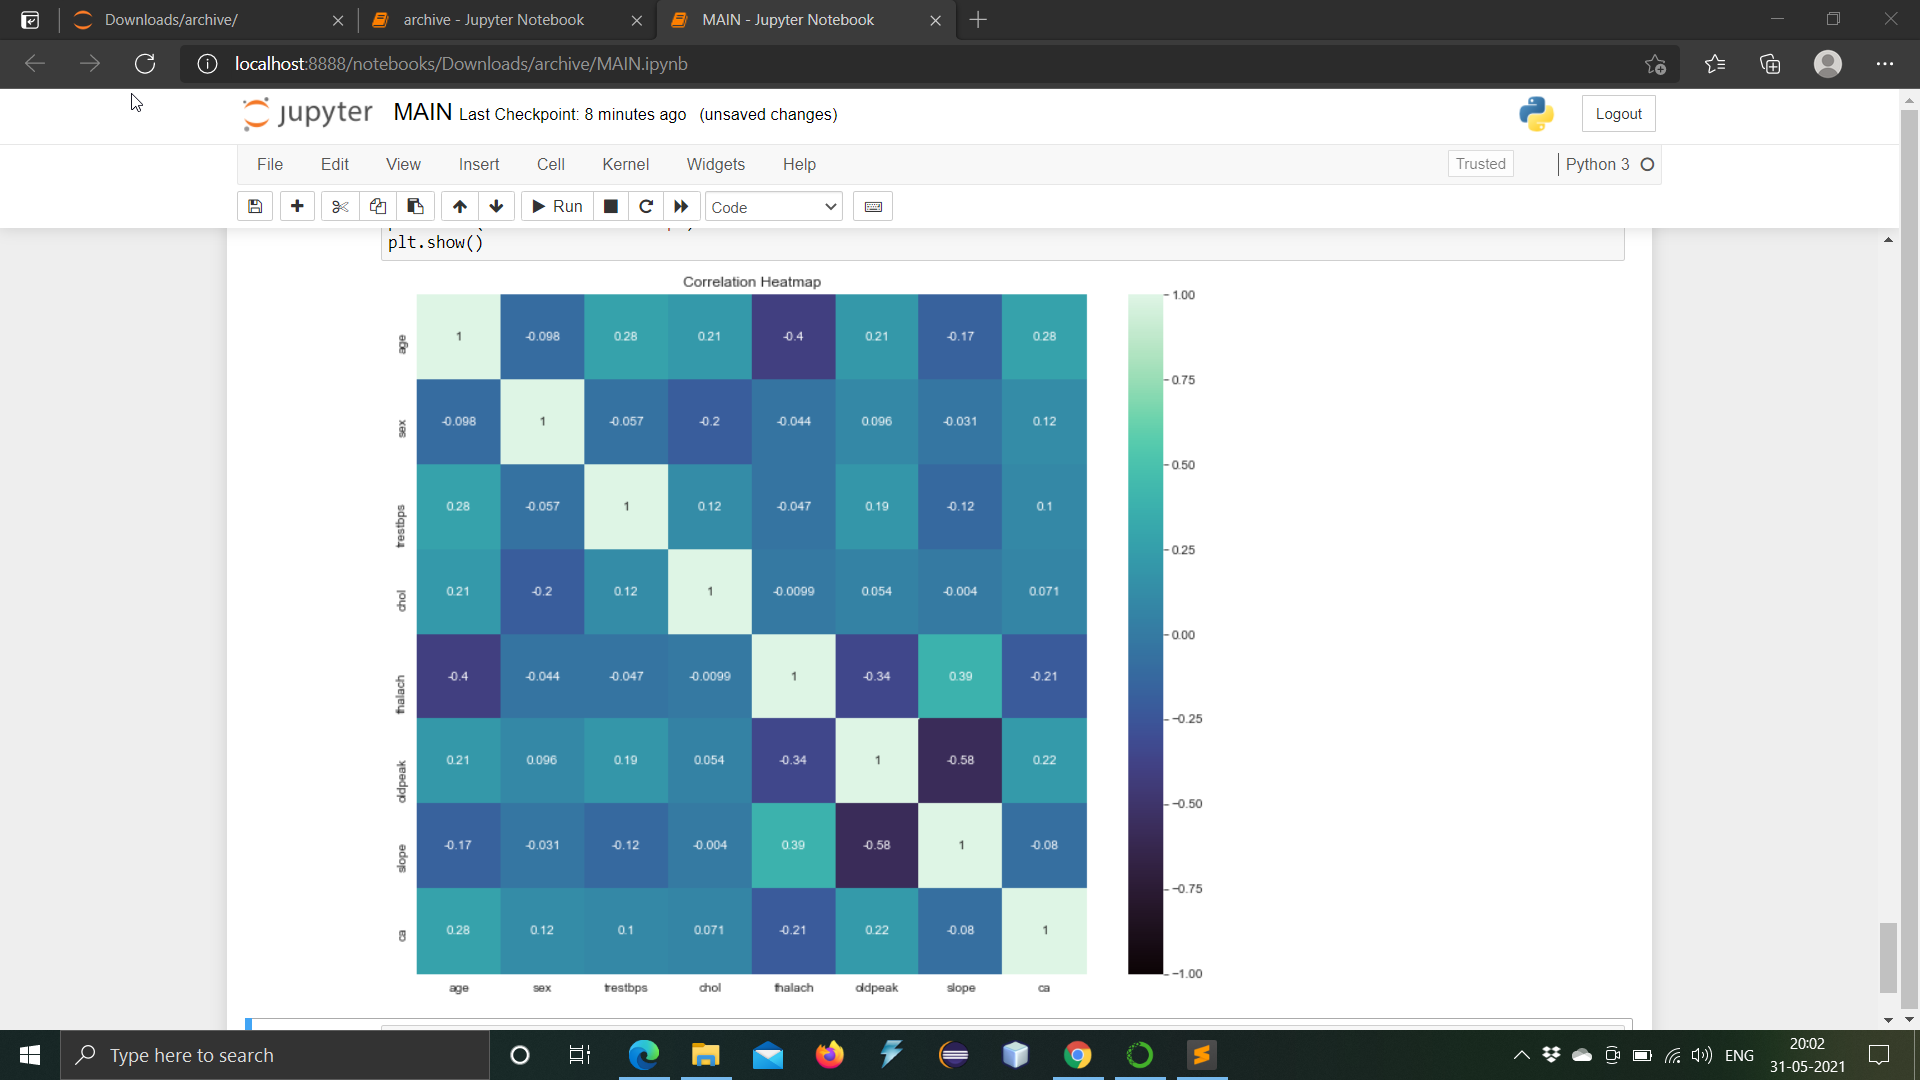 Downloads/archive/
archive - Jupyter Notebook
MAIN - Jupyter Notebook
localhost:8888/notebooks/Downloads/archive/MAIN.ipynb
jupyter MAIN Last Checkpoint: 8 minutes ago (unsaved changes)
Logout
File Edit View Insert Cell Kernel Widgets Help
Trusted
Python 3
Run
Code
plt.show()
Correlation Heatmap
age 1 -0.098 0.28 0.21 -0.4 0.21 -0.17 0.28
sex -0.098 1 -0.057 -0.2 -0.044 0.096 -0.031 0.12
trestbps 0.28 -0.057 1 0.12 -0.047 0.19 -0.12 0.1
chol 0.21 -0.2 0.12 1 -0.0099 0.054 -0.004 0.071
thalach -0.4 -0.044 -0.047 -0.0099 1 -0.34 0.39 -0.21
oldpeak 0.21 0.096 0.19 0.054 -0.34 1 -0.58 0.22
slope -0.17 -0.031 -0.12 -0.004 0.39 -0.58 1 -0.08
ca 0.28 0.12 0.1 0.071 -0.21 0.22 -0.08 1
age sex trestbps chol thalach oldpeak slope ca
1.00
0.75
0.50
0.25
0.00
−0.25
−0.50
−0.75
−1.00
Type here to search
ENG
20:02
31-05-2021